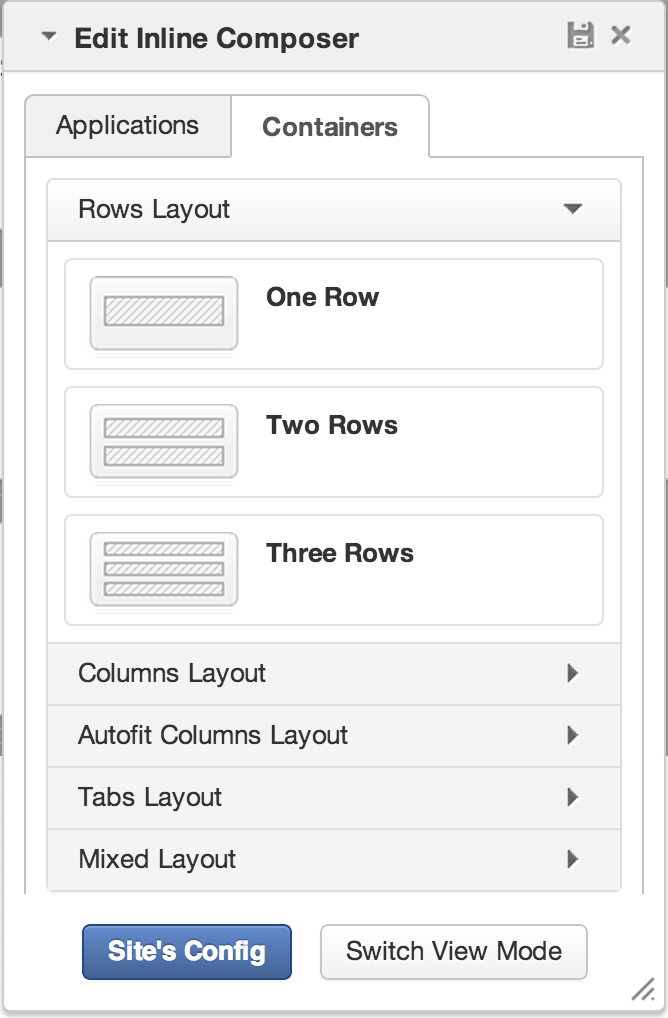 Edit Inline Composer
Applications
Containers
Rows Layout
One Row
Two Rows
Three Rows
Columns Layout
Autofit Columns Layout
Tabs Layout
Mixed Layout
Site's Config
Switch View Mode